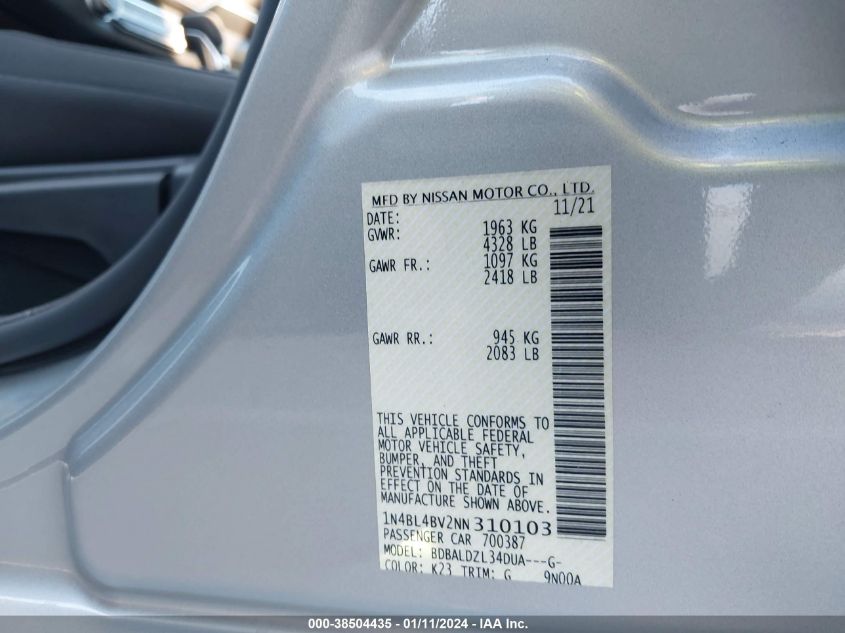 MFD BY NISSAN MOTOR CO., LTD.
DATE: 11/21
GVWR: 1963 KG
4328 LB
GAWR FR.: 1097 KG
2418 LB
GAWR RR.: 945 KG
2083 LB
THIS VEHICLE CONFORMS TO
ALL APPLICABLE FEDERAL
MOTOR VEHICLE SAFETY,
BUMPER, AND THEFT
PREVENTION STANDARDS IN
EFFECT ON THE DATE OF
MANUFACTURE SHOWN ABOVE.
1N4BL4BV2NN310103
PASSENGER CAR 700387
MODEL: BDBALDZL34DUA---G-
COLOR: K23 TRIM: G 9N00A
000-38504435 - 01/11/2024 - IAA Inc.